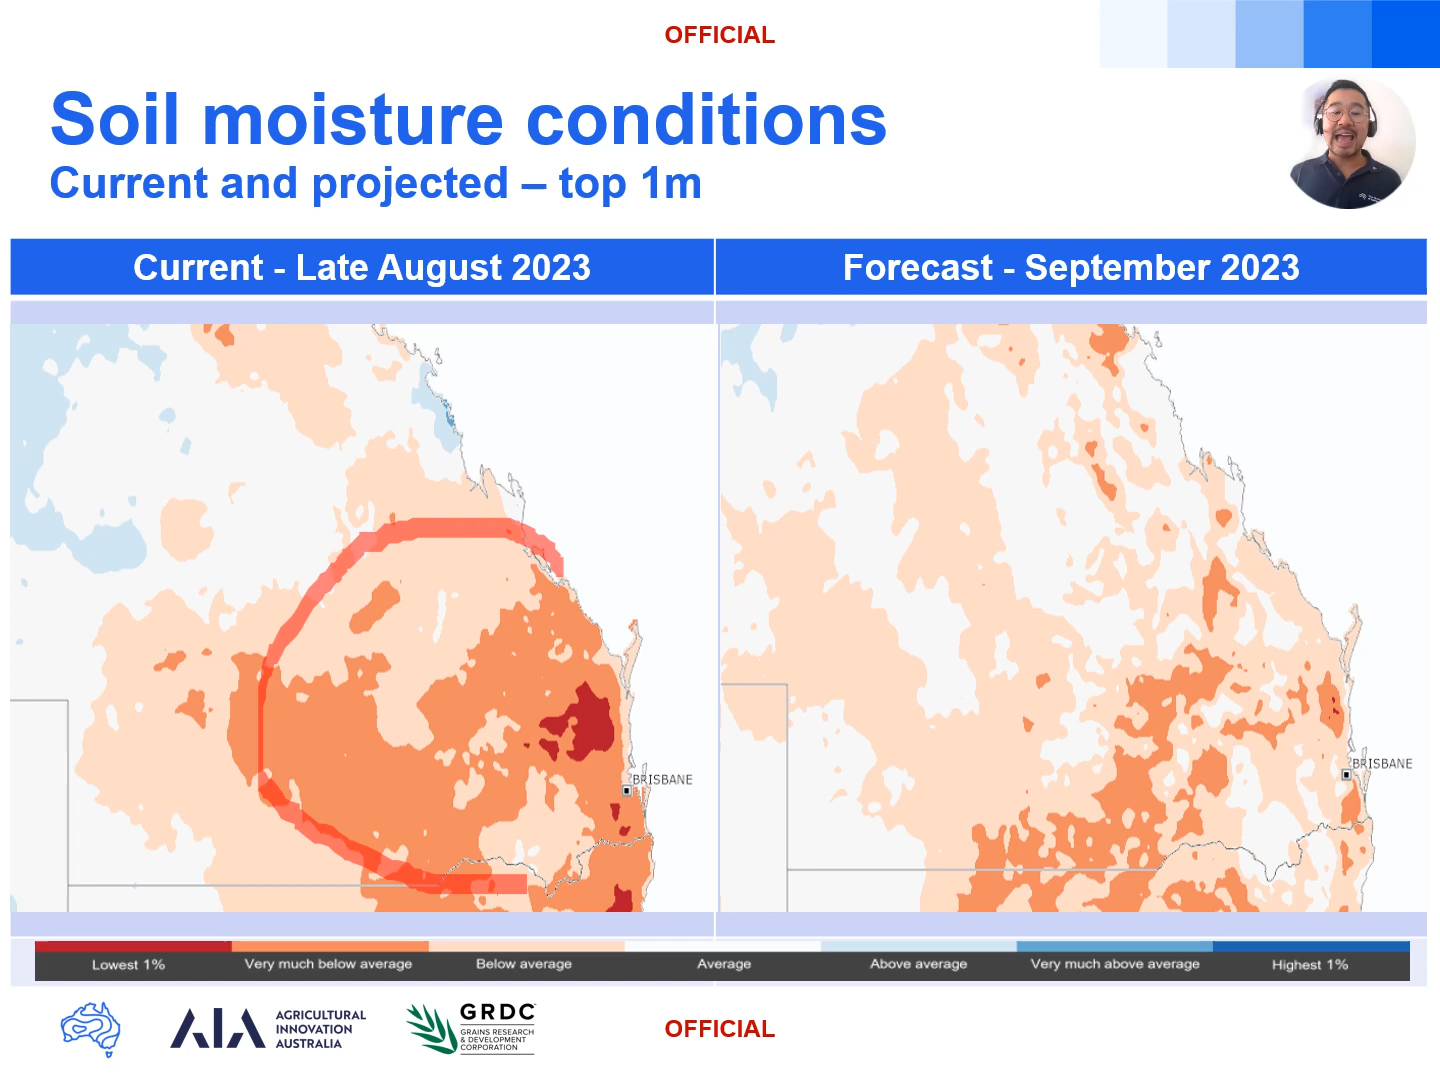 OFFICIAL
Soil moisture conditions
Current and projected – top 1m
Current - Late August 2023
Forecast - September 2023
BRISBANE
BRISBANE
Lowest 1%
Very much below average
Below average
Average
Above average
Very much above average
Highest 1%
AIA
AGRICULTURAL
INNOVATION
AUSTRALIA
GRDC
GRAINS RESEARCH
& DEVELOPMENT
CORPORATION
OFFICIAL